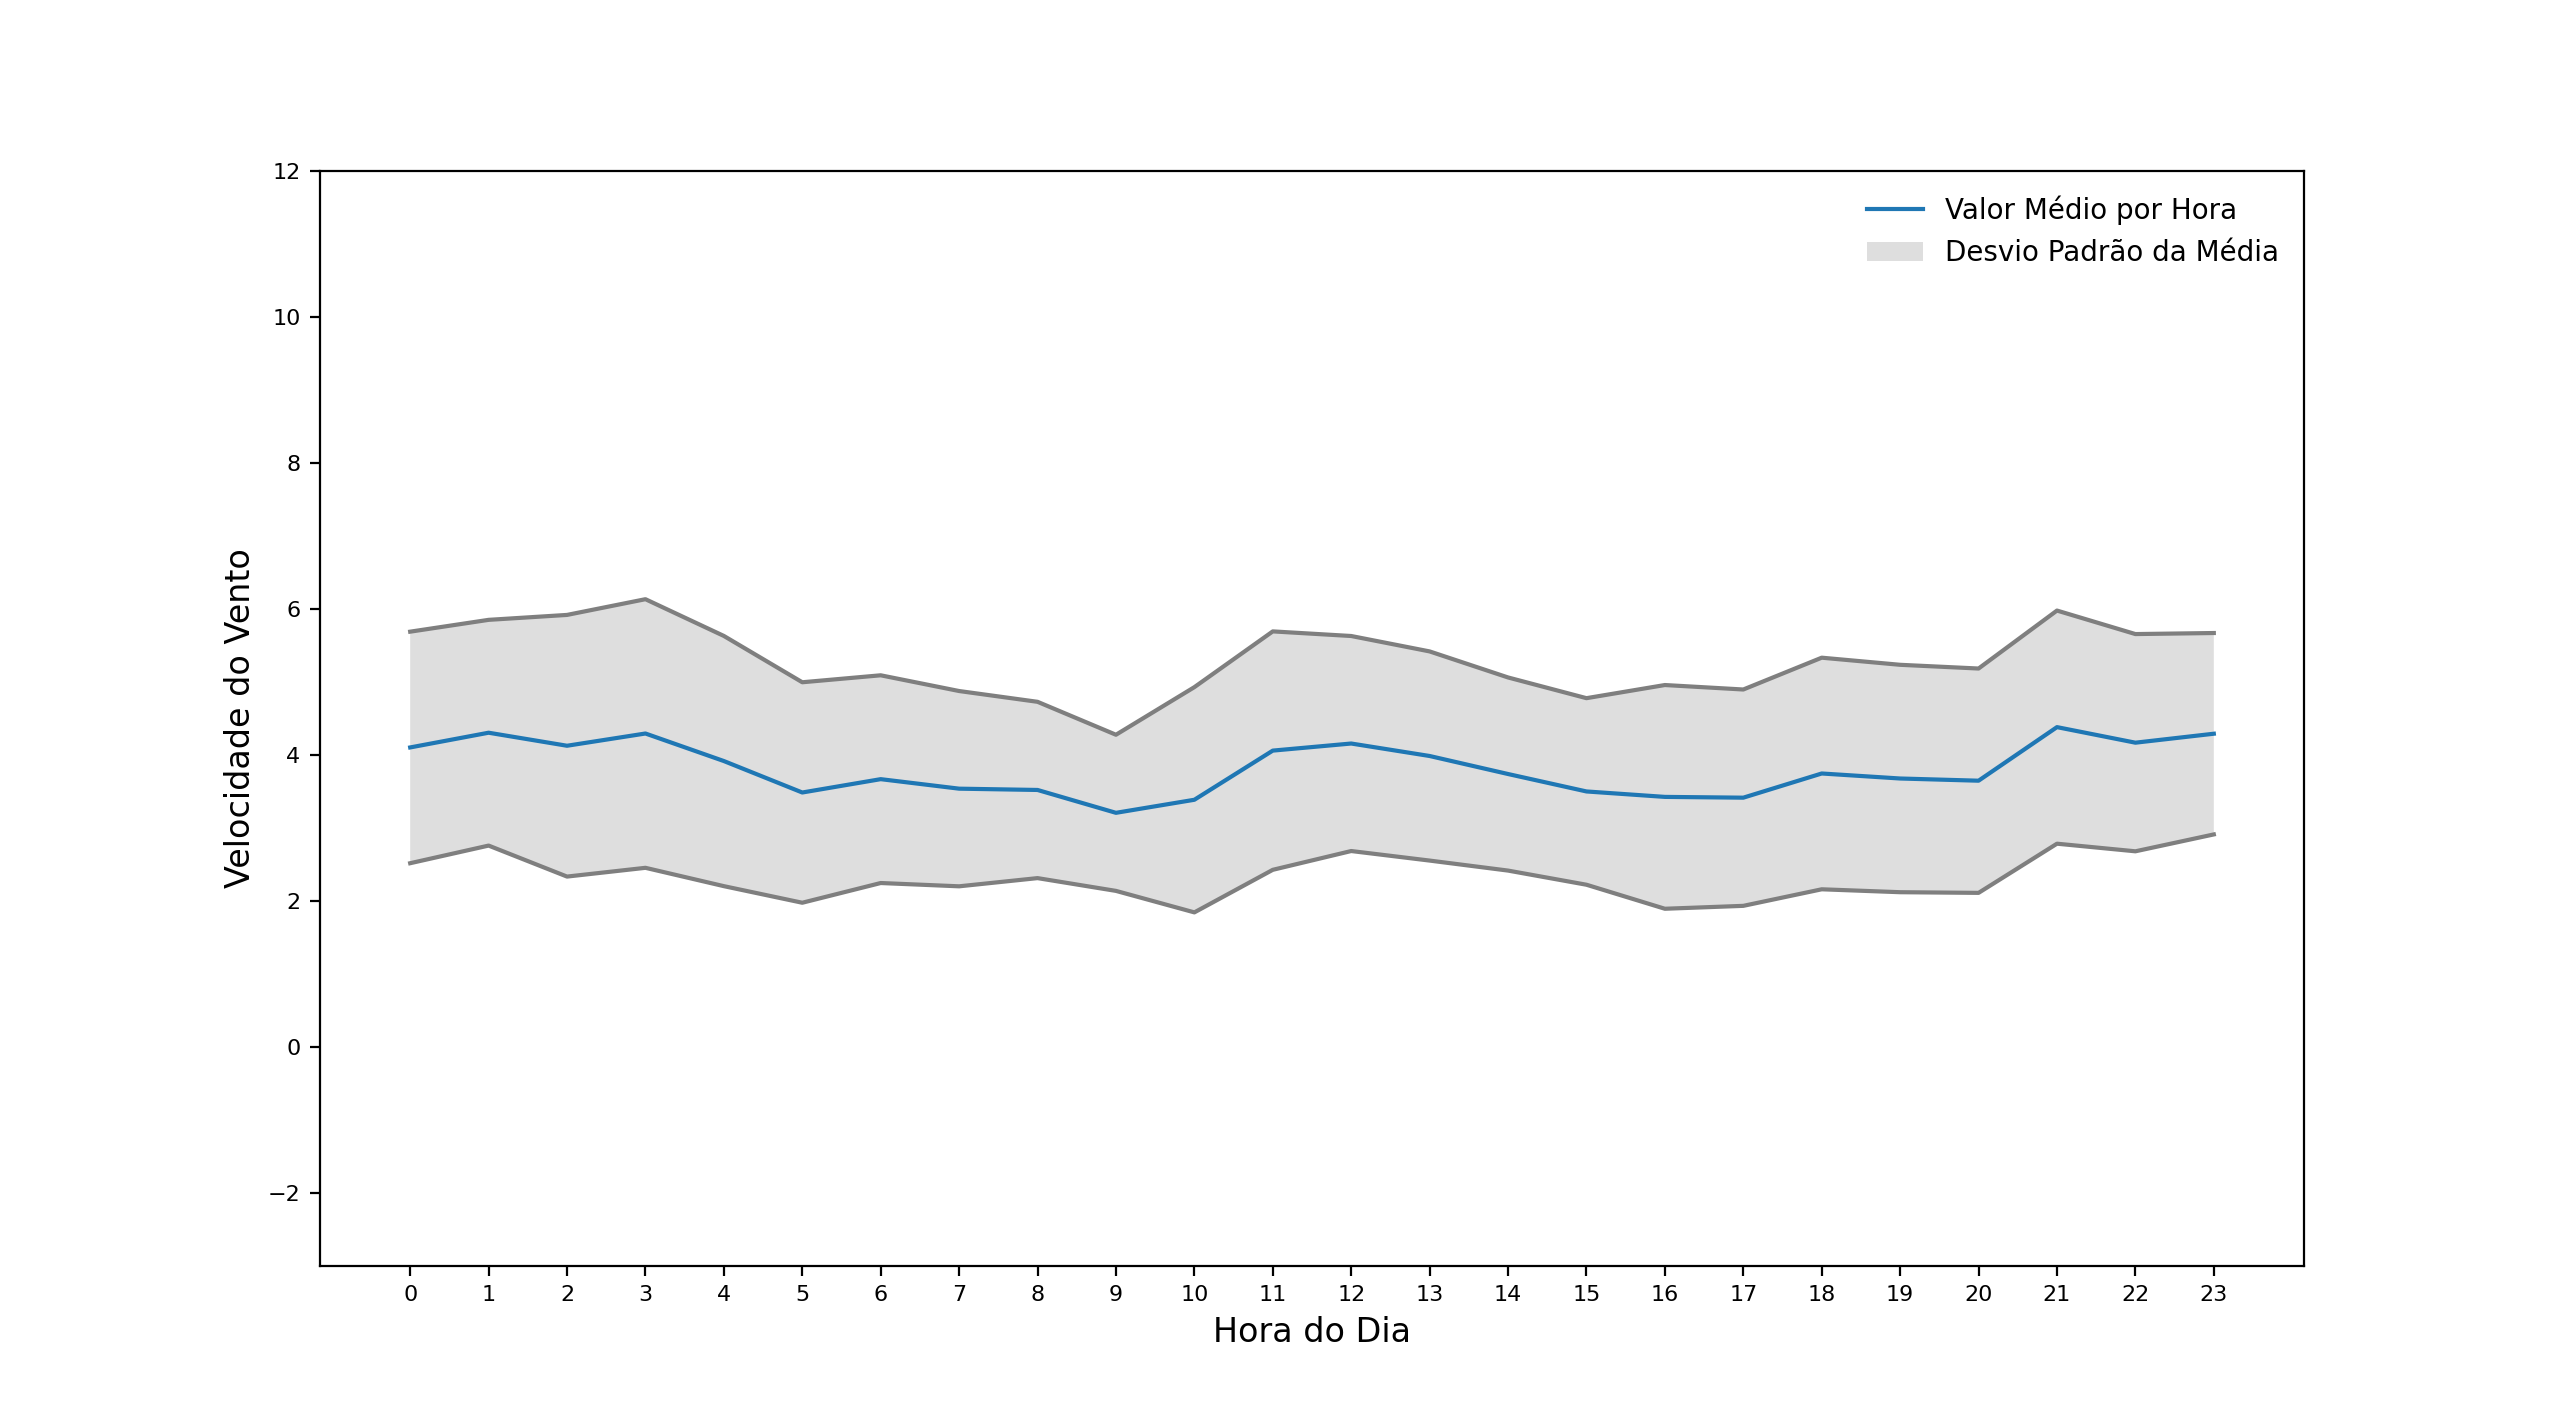 Valor Médio por Hora
Desvio Padrão da Média
12
10
8
6
4
2
0
−2
Velocidade do Vento
0 1 2 3 4 5 6 7 8 9 10 11 12 13 14 15 16 17 18 19 20 21 22 23
Hora do Dia